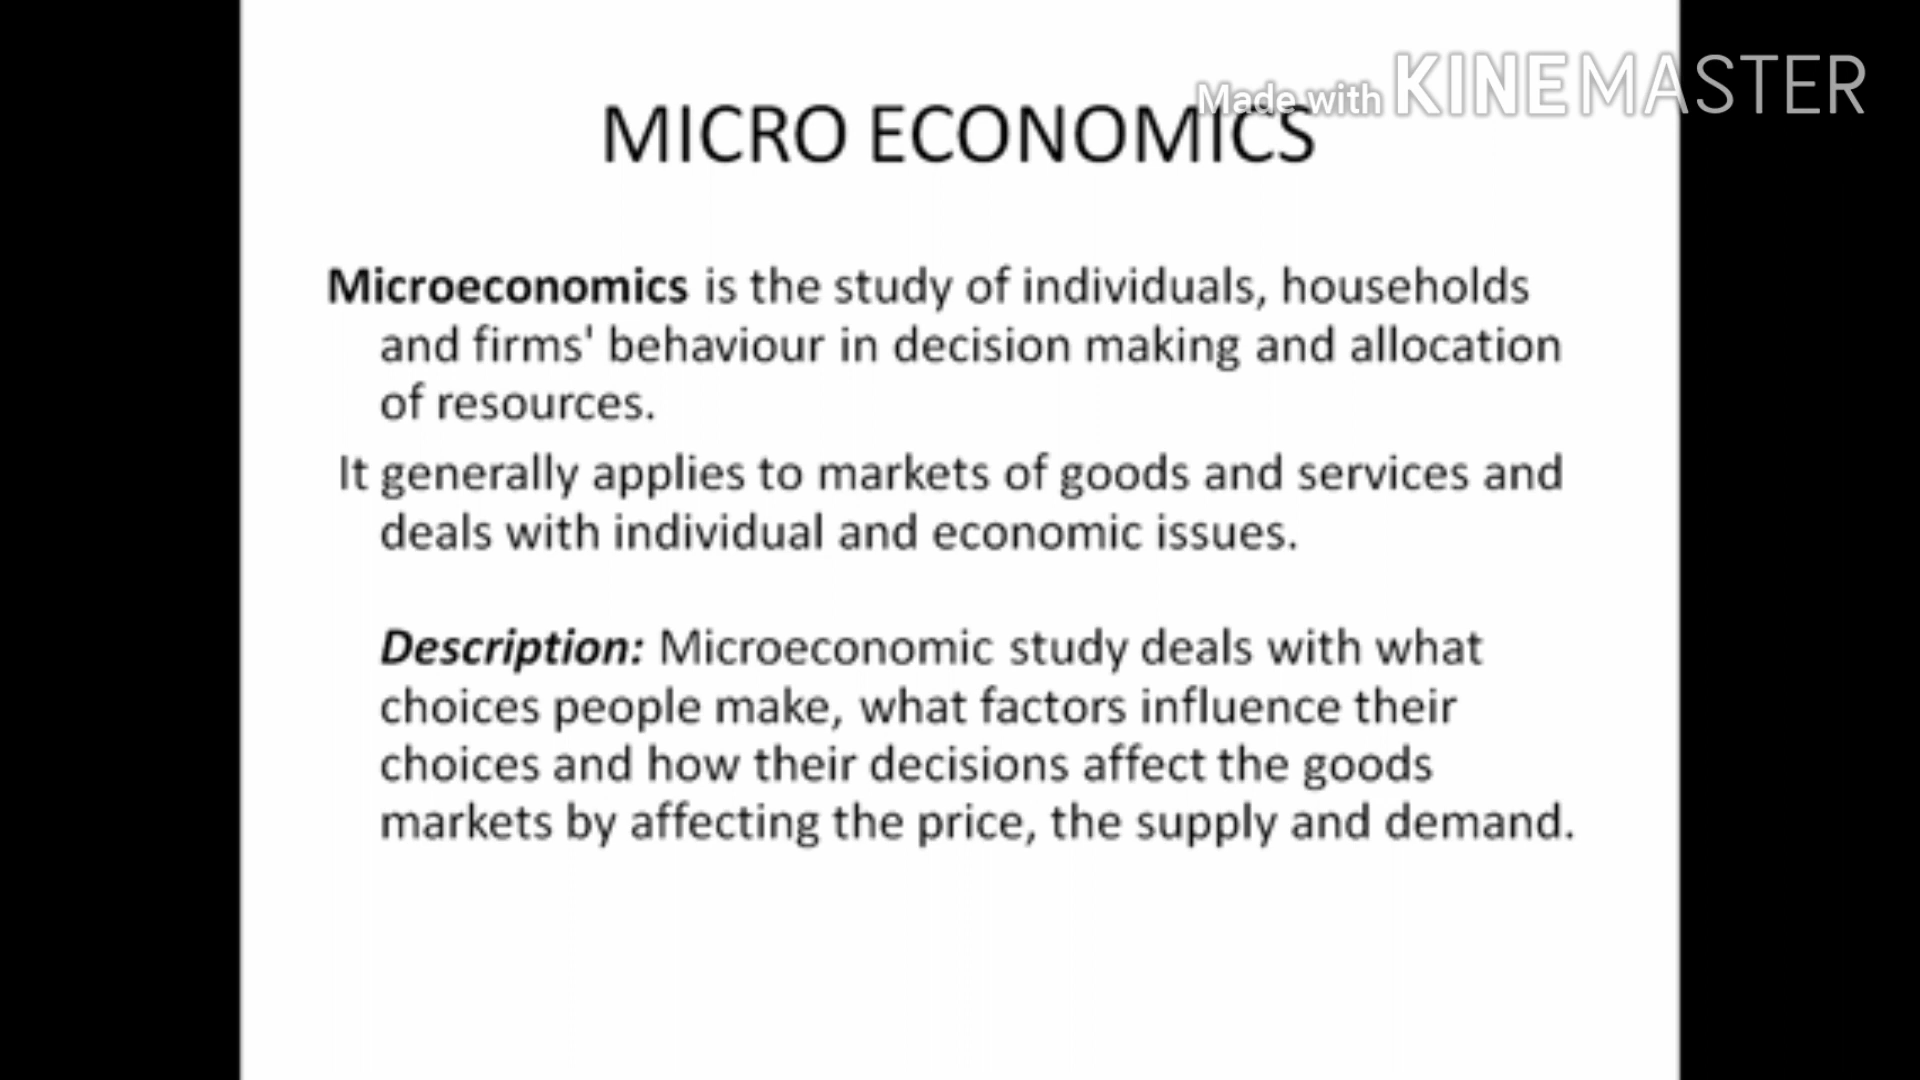 Made with KINEMASTER
MICRO ECONOMICS
Microeconomics is the study of individuals, households
and firms' behaviour in decision making and allocation
of resources.
It generally applies to markets of goods and services and
deals with individual and economic issues.
Description: Microeconomic study deals with what
choices people make, what factors influence their
choices and how their decisions affect the goods
markets by affecting the price, the supply and demand.